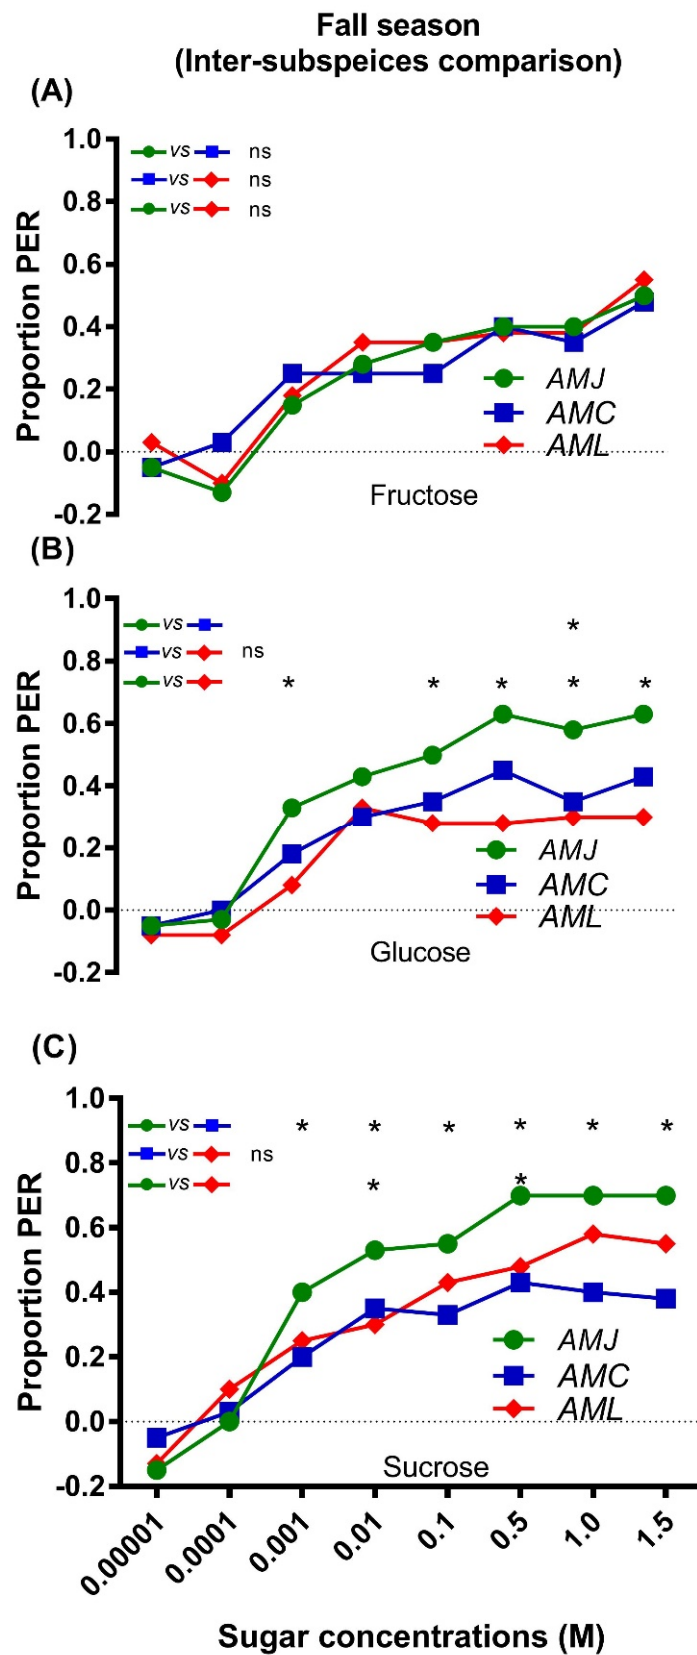 Fall season
(Inter-subspeices comparison)
(A)
Proportion PER
1.0
0.8
0.6
0.4
0.2
0.0
-0.2
vs ns
vs ns
vs ns
AMJ
AMC
AML
Fructose
(B)
Proportion PER
1.0
0.8
0.6
0.4
0.2
0.0
-0.2
vs *
vs ns
vs * * * * *
AMJ
AMC
AML
Glucose
(C)
Proportion PER
1.0
0.8
0.6
0.4
0.2
0.0
-0.2
vs * * * * * *
vs ns
vs * *
AMJ
AMC
AML
Sucrose
0.00001 0.0001 0.001 0.01 0.1 0.5 1.0 1.5
Sugar concentrations (M)